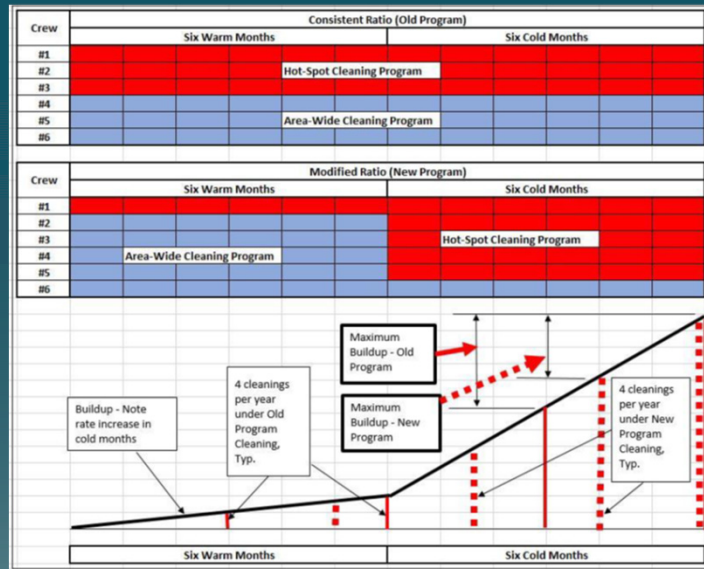 Crew
Consistent Ratio (Old Program)
Six Warm Months
Six Cold Months
#1
#2
Hot-Spot Cleaning Program
#3
#4
#5
Area-Wide Cleaning Program
#6
Crew
Modified Ratio (New Program)
Six Warm Months
Six Cold Months
#1
#2
#3
Hot-Spot Cleaning Program
#4
Area-Wide Cleaning Program
#5
#6
Maximum
Buildup - Old
Program
Maximum
Buildup - New
Program
4 cleanings
per year
under Old
Program
Cleaning,
Typ.
Buildup - Note
rate increase in
cold months
4
cleanings
per year
under New
Program
Cleaning,
Typ.
Six Warm Months
Six Cold Months